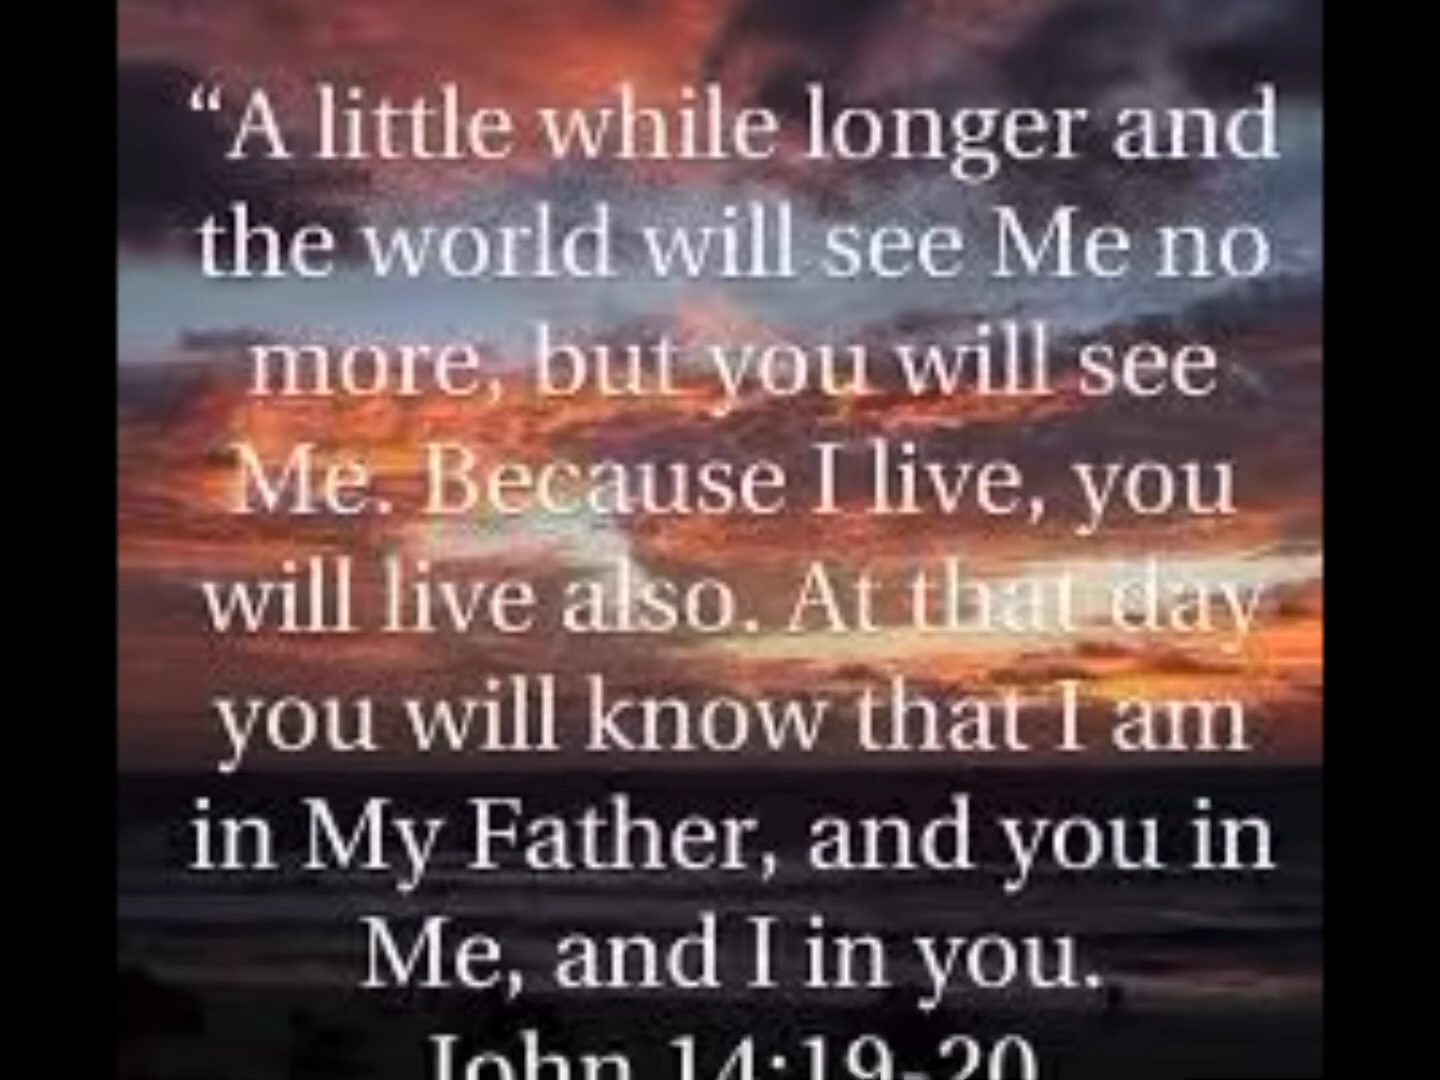 “A little while longer and
the world will see Me no
more, but you will see
Me. Because I live, you
will live also. At that day
you will know that I am
in My Father, and you in
Me, and I in you.
John 14:19-20